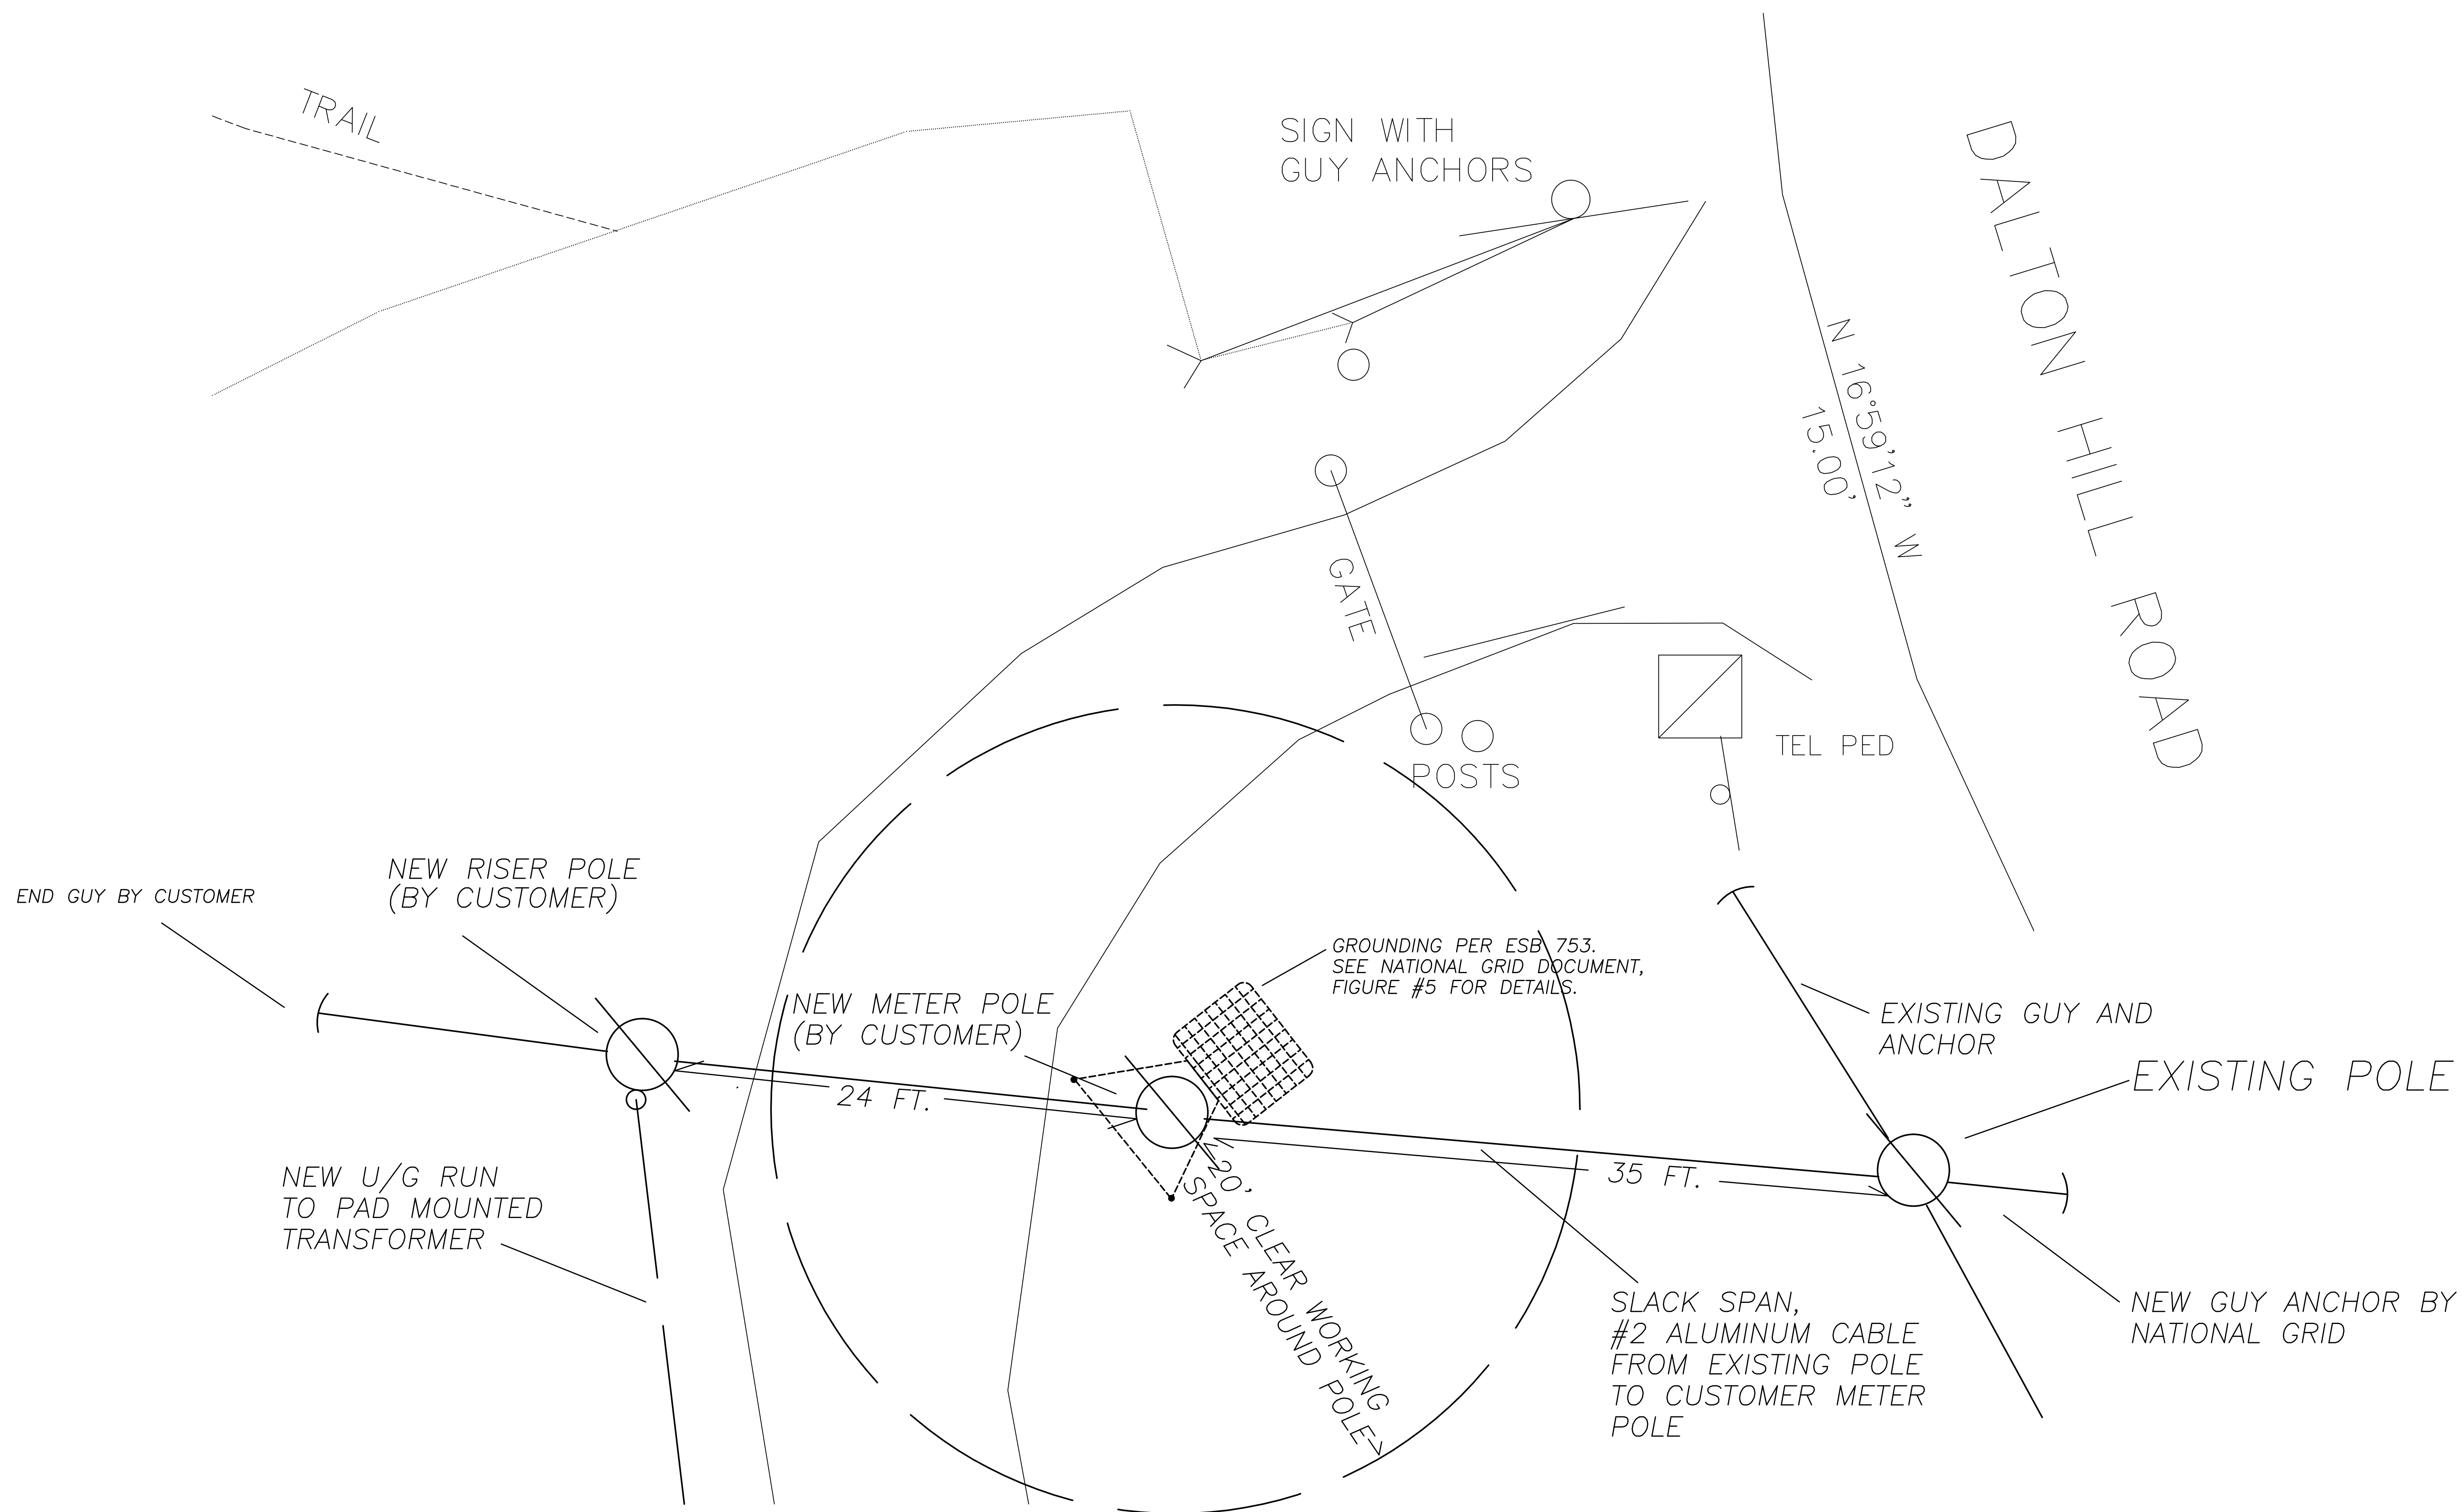 TRAIL
SIGN WITH
GUY ANCHORS
DALTON HILL ROAD
N 16°59'12" W
15.00'
GATE
POSTS
TEL PED
END GUY BY CUSTOMER
NEW RISER POLE
(BY CUSTOMER)
GROUNDING PER ESB 753.
SEE NATIONAL GRID DOCUMENT,
FIGURE #5 FOR DETAILS.
NEW METER POLE
(BY CUSTOMER)
EXISTING GUY AND
ANCHOR
EXISTING POLE
24 FT.
35 FT.
NEW U/G RUN
TO PAD MOUNTED
TRANSFORMER
20' CLEAR WORKING
SPACE AROUND POLE
SLACK SPAN,
#2 ALUMINUM CABLE
FROM EXISTING POLE
TO CUSTOMER METER
POLE
NEW GUY ANCHOR BY
NATIONAL GRID